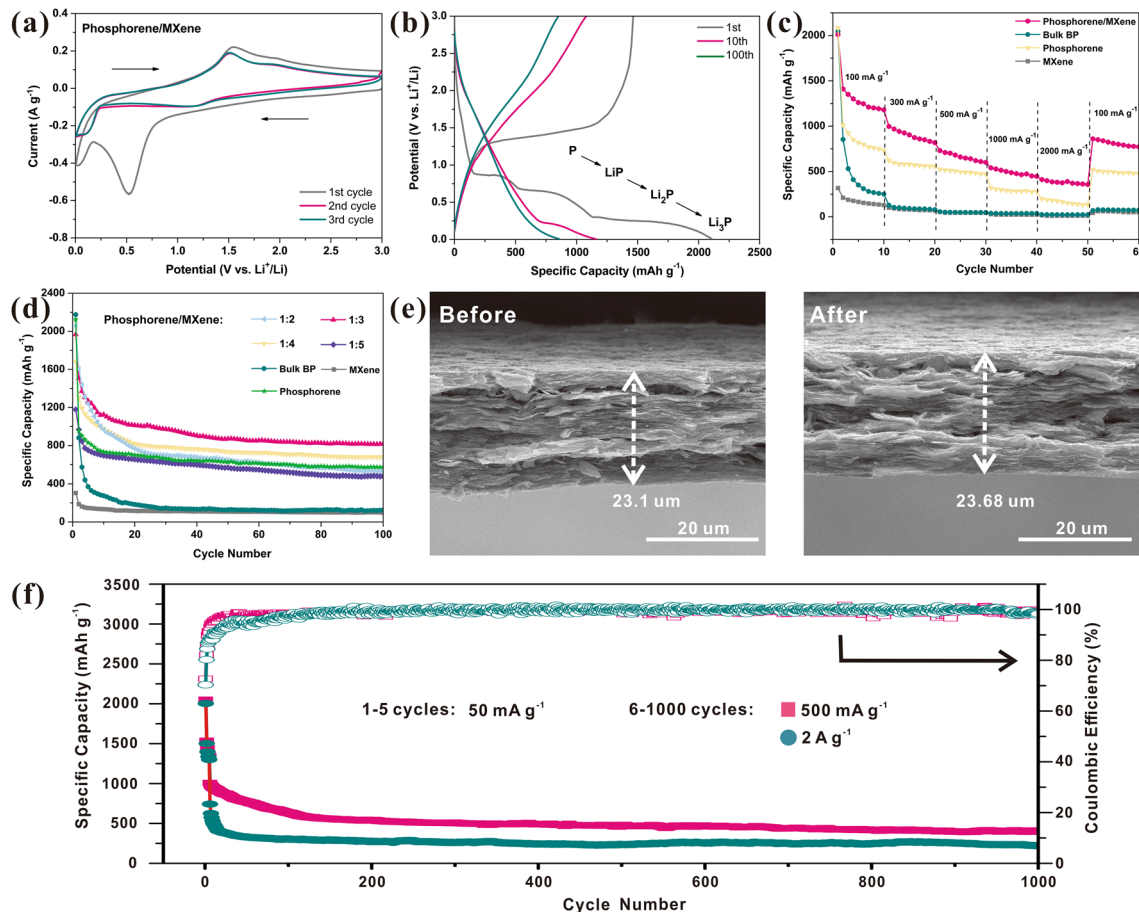 (a)
Phosphorene/MXene
Current (A g⁻¹)
0.4
0.2
0.0
-0.2
-0.4
-0.6
-0.8
0.0 0.5 1.0 1.5 2.0 2.5 3.0
Potential (V vs. Li⁺/Li)
1st cycle
2nd cycle
3rd cycle
(b)
Potential (V vs. Li⁺/Li)
3.0
2.5
2.0
1.5
1.0
0.5
0.0
0 500 1000 1500 2000 2500
Specific Capacity (mAh g⁻¹)
1st
10th
100th
P
LiP
Li₂P
Li₃P
(c)
Specific Capacity (mAh g⁻¹)
2000
1500
1000
500
0
0 10 20 30 40 50 60
Cycle Number
Phosphorene/MXene
Bulk BP
Phosphorene
MXene
100 mA g⁻¹
300 mA g⁻¹
500 mA g⁻¹
1000 mA g⁻¹
2000 mA g⁻¹
100 mA g⁻¹
(d)
Specific Capacity (mAh g⁻¹)
2400
2100
1800
1500
1200
900
600
300
0
0 20 40 60 80 100
Cycle Number
Phosphorene/MXene:
1:2 1:3
1:4 1:5
Bulk BP MXene
Phosphorene
(e)
Before
23.1 um
20 um
After
23.68 um
20 um
(f)
Specific Capacity (mAh g⁻¹)
3500
3000
2500
2000
1500
1000
500
0
0 200 400 600 800 1000
Cycle Number
1-5 cycles: 50 mA g⁻¹
6-1000 cycles: 500 mA g⁻¹
2 A g⁻¹
100
80
60
40
20
0
Coulombic Efficiency (%)